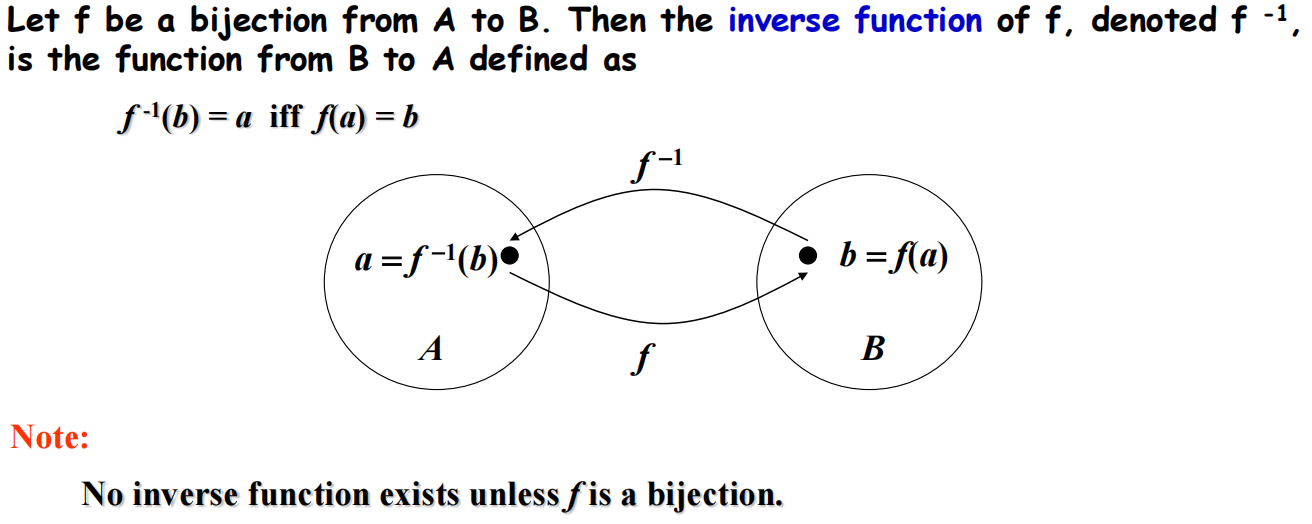 Let f be a bijection from A to B. Then the inverse function of f, denoted f -1,
is the function from B to A defined as
f -1(b) = a iff f(a) = b
f −1
a = f −1(b)
b = f(a)
A
f
B
Note:
No inverse function exists unless f is a bijection.